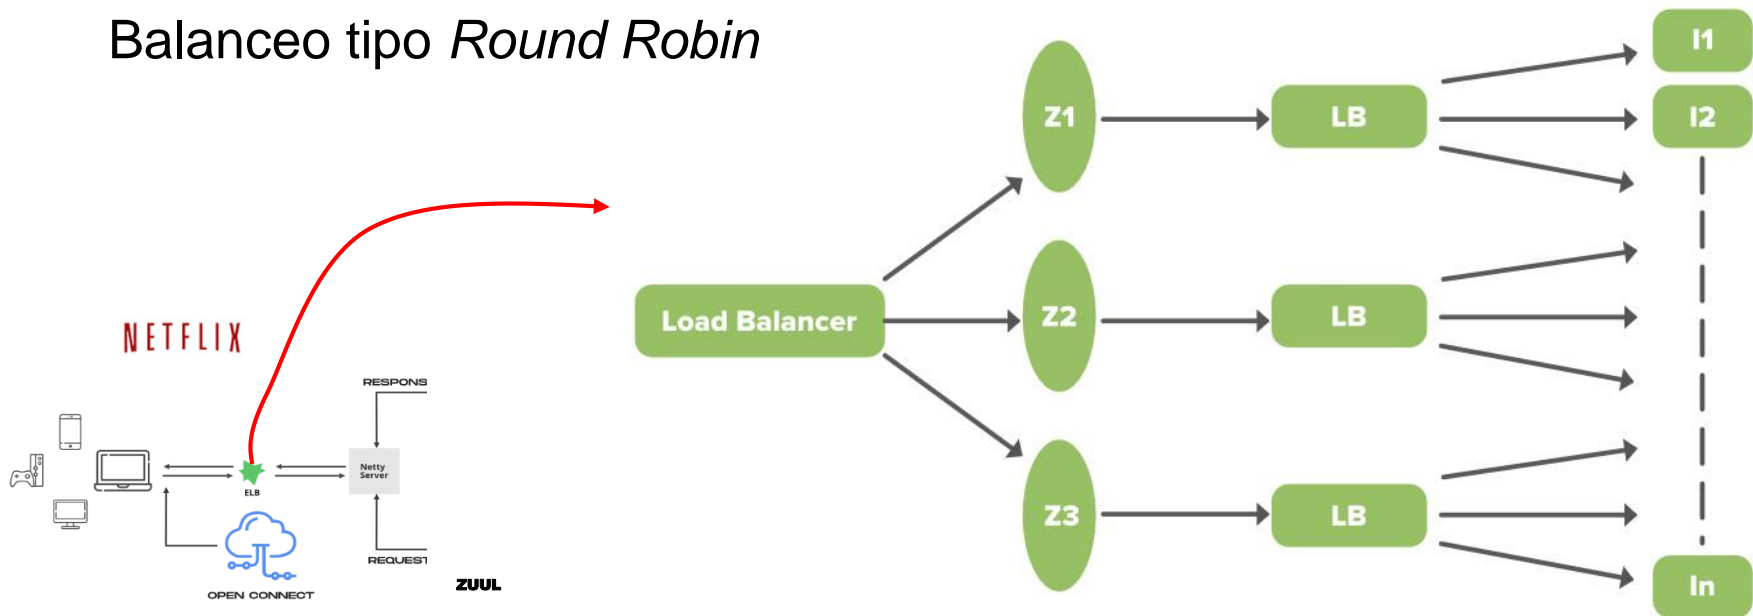 Balanceo tipo Round Robin
NETFLIX
RESPONS
Netty
Server
ELB
REQUEST
OPEN CONNECT
ZUUL
Load Balancer
Z1
LB
I1
I2
Z2
LB
Z3
LB
In